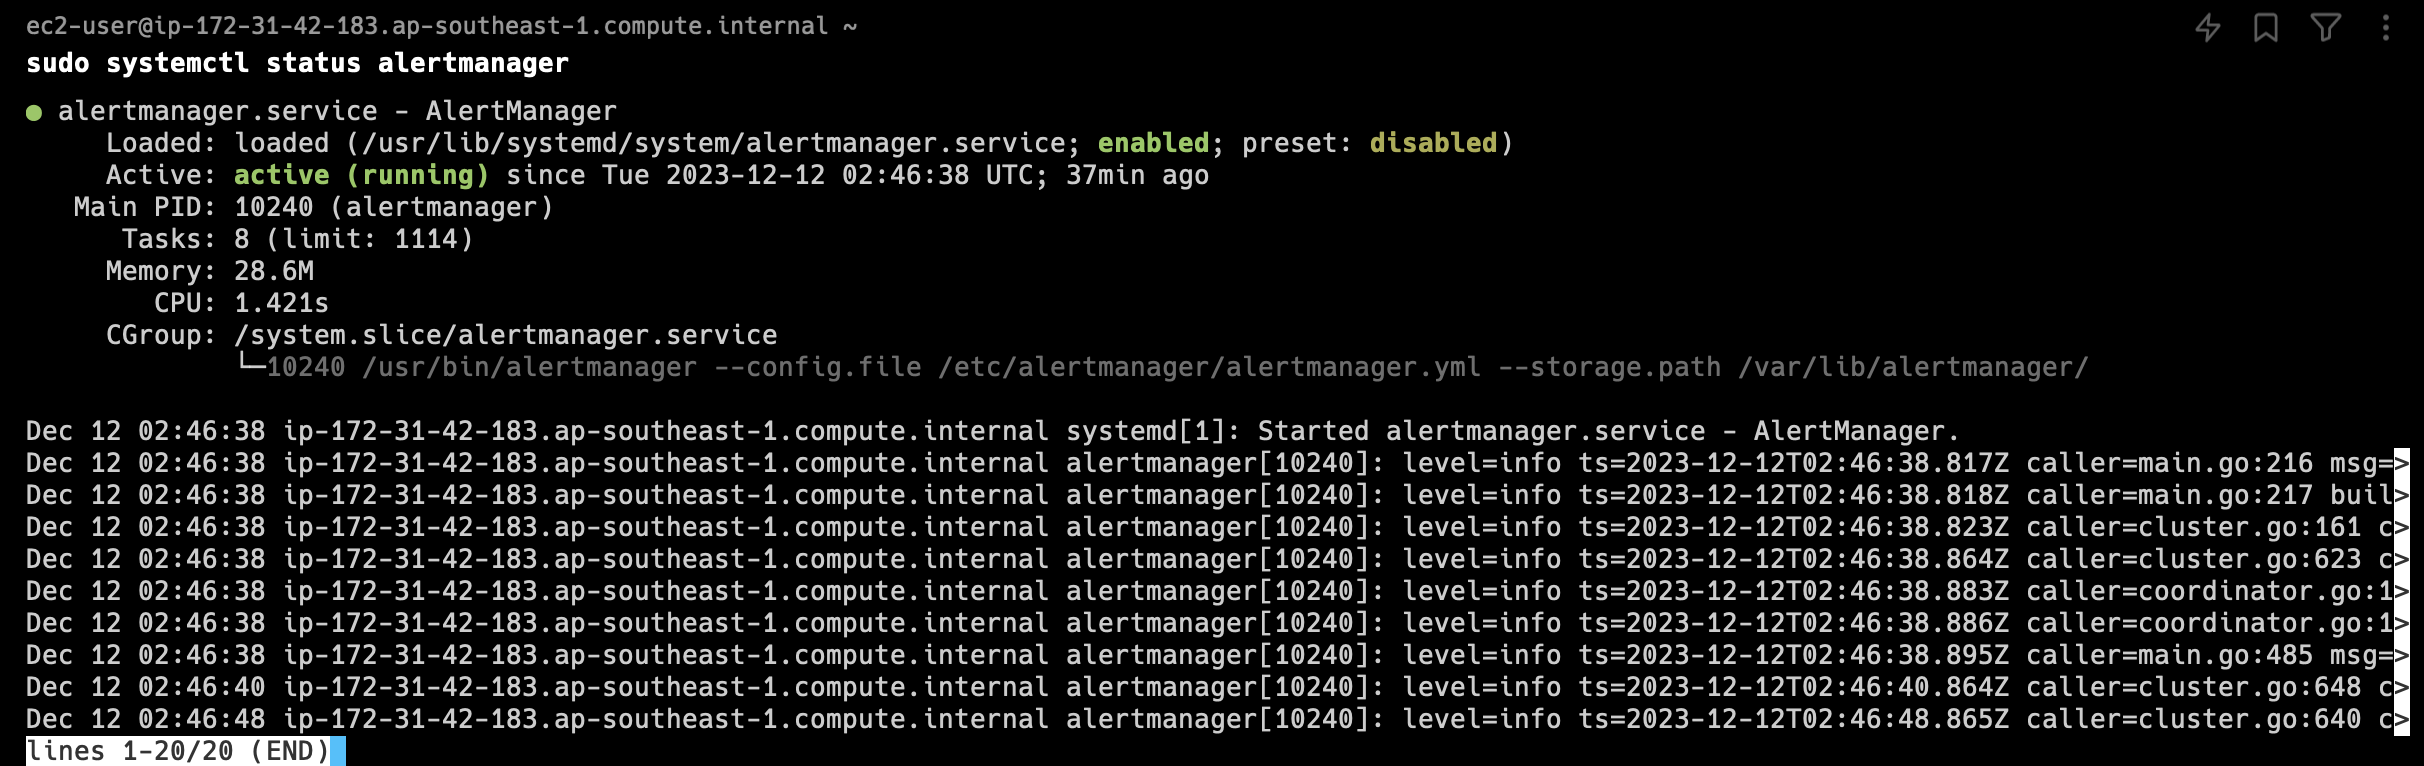 ec2-user@ip-172-31-42-183.ap-southeast-1.compute.internal ~
sudo systemctl status alertmanager
● alertmanager.service - AlertManager
     Loaded: loaded (/usr/lib/systemd/system/alertmanager.service; enabled; preset: disabled)
     Active: active (running) since Tue 2023-12-12 02:46:38 UTC; 37min ago
   Main PID: 10240 (alertmanager)
      Tasks: 8 (limit: 1114)
     Memory: 28.6M
        CPU: 1.421s
     CGroup: /system.slice/alertmanager.service
             └─10240 /usr/bin/alertmanager --config.file /etc/alertmanager/alertmanager.yml --storage.path /var/lib/alertmanager/
Dec 12 02:46:38 ip-172-31-42-183.ap-southeast-1.compute.internal systemd[1]: Started alertmanager.service - AlertManager.
Dec 12 02:46:38 ip-172-31-42-183.ap-southeast-1.compute.internal alertmanager[10240]: level=info ts=2023-12-12T02:46:38.817Z caller=main.go:216 msg=>
Dec 12 02:46:38 ip-172-31-42-183.ap-southeast-1.compute.internal alertmanager[10240]: level=info ts=2023-12-12T02:46:38.818Z caller=main.go:217 buil>
Dec 12 02:46:38 ip-172-31-42-183.ap-southeast-1.compute.internal alertmanager[10240]: level=info ts=2023-12-12T02:46:38.823Z caller=cluster.go:161 c>
Dec 12 02:46:38 ip-172-31-42-183.ap-southeast-1.compute.internal alertmanager[10240]: level=info ts=2023-12-12T02:46:38.864Z caller=cluster.go:623 c>
Dec 12 02:46:38 ip-172-31-42-183.ap-southeast-1.compute.internal alertmanager[10240]: level=info ts=2023-12-12T02:46:38.883Z caller=coordinator.go:1>
Dec 12 02:46:38 ip-172-31-42-183.ap-southeast-1.compute.internal alertmanager[10240]: level=info ts=2023-12-12T02:46:38.886Z caller=coordinator.go:1>
Dec 12 02:46:38 ip-172-31-42-183.ap-southeast-1.compute.internal alertmanager[10240]: level=info ts=2023-12-12T02:46:38.895Z caller=main.go:485 msg=>
Dec 12 02:46:40 ip-172-31-42-183.ap-southeast-1.compute.internal alertmanager[10240]: level=info ts=2023-12-12T02:46:40.864Z caller=cluster.go:648 c>
Dec 12 02:46:48 ip-172-31-42-183.ap-southeast-1.compute.internal alertmanager[10240]: level=info ts=2023-12-12T02:46:48.865Z caller=cluster.go:640 c>
lines 1-20/20 (END)